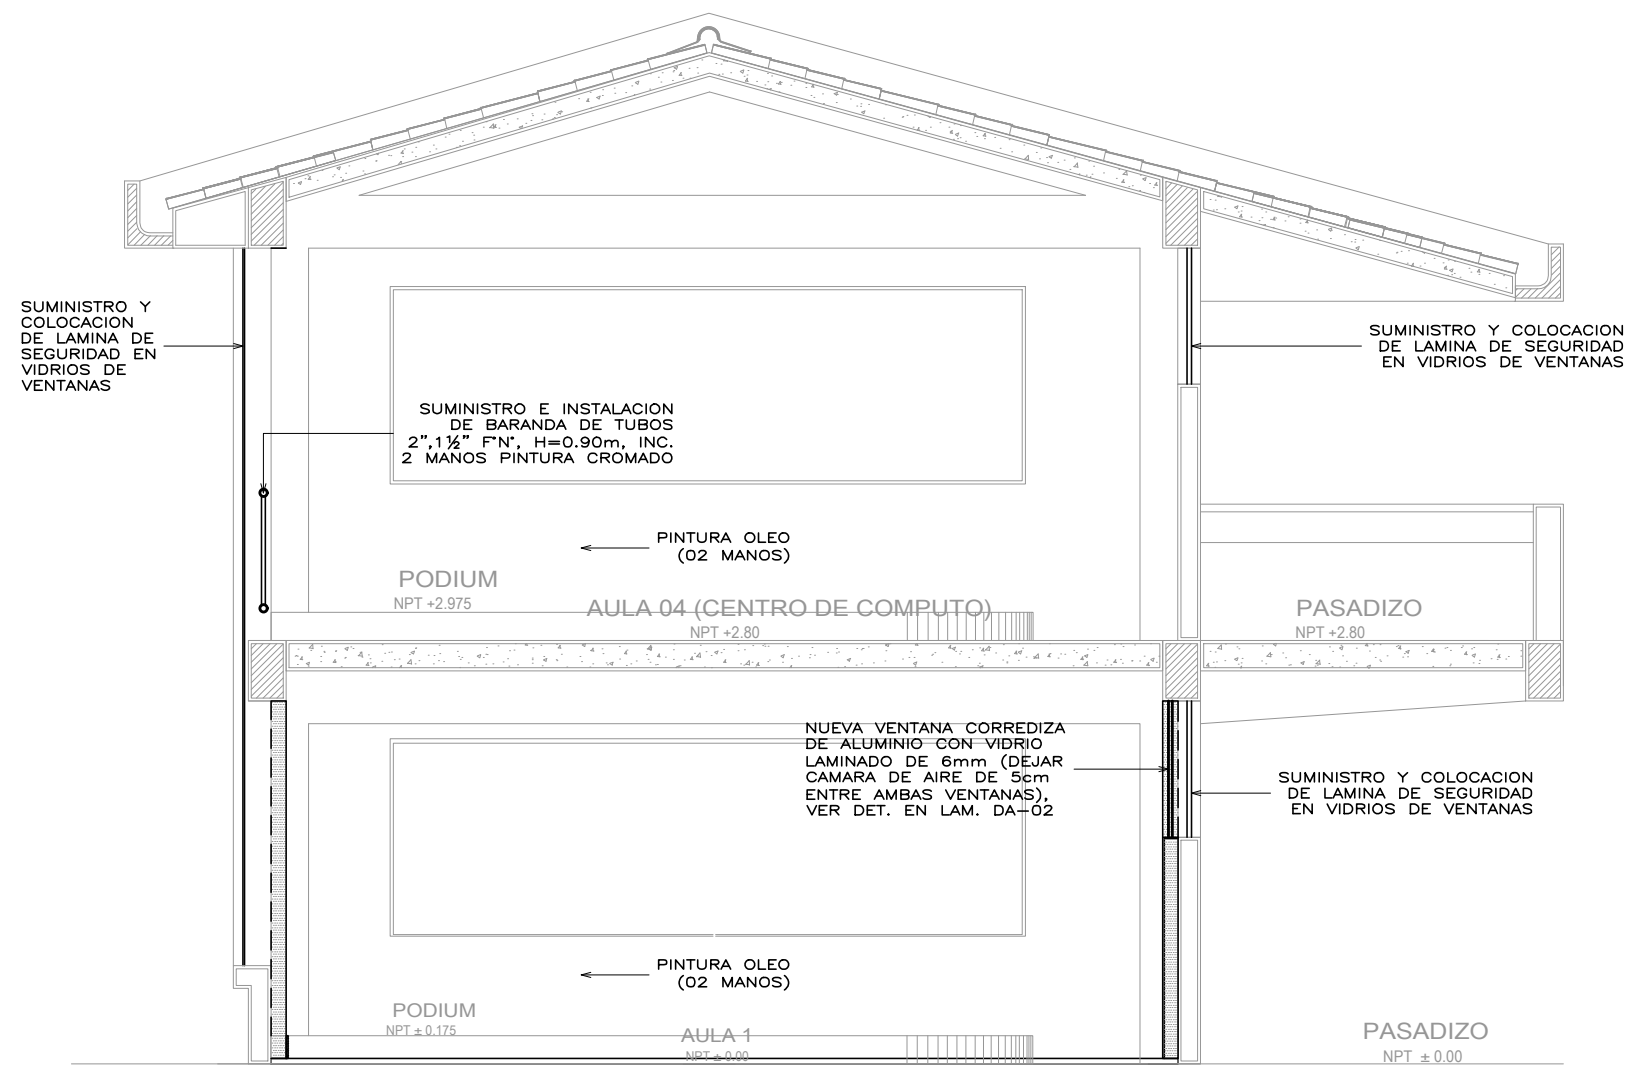 SUMINISTRO Y
COLOCACION
DE LAMINA DE
SEGURIDAD EN
VIDRIOS DE
VENTANAS
SUMINISTRO Y COLOCACION
DE LAMINA DE SEGURIDAD
EN VIDRIOS DE VENTANAS
SUMINISTRO E INSTALACION
DE BARANDA DE TUBOS
2",1½" F°N°, H=0.90m, INC.
2 MANOS PINTURA CROMADO
PINTURA OLEO
(02 MANOS)
PODIUM
NPT +2.975
AULA 04 (CENTRO DE COMPUTO)
NPT +2.80
PASADIZO
NPT +2.80
NUEVA VENTANA CORREDIZA
DE ALUMINIO CON VIDRIO
LAMINADO DE 6mm (DEJAR
CAMARA DE AIRE DE 5cm
ENTRE AMBAS VENTANAS),
VER DET. EN LAM. DA-02
SUMINISTRO Y COLOCACION
DE LAMINA DE SEGURIDAD
EN VIDRIOS DE VENTANAS
PINTURA OLEO
(02 MANOS)
PODIUM
NPT ± 0.175
AULA 1
NPT ± 0.00
PASADIZO
NPT ± 0.00